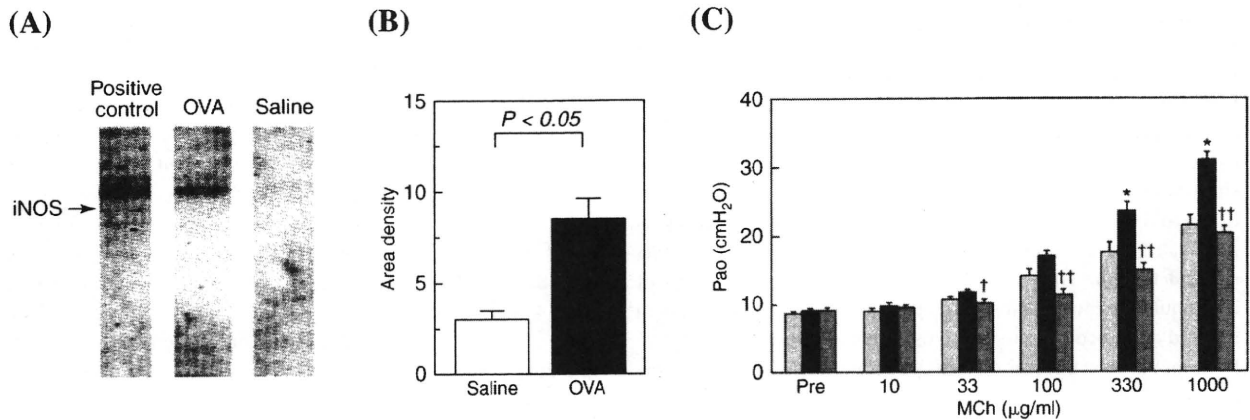 (A)
Positive
control
OVA
Saline
iNOS →
(B)
15
10
5
0
Area density
P < 0.05
Saline
OVA
(C)
40
30
20
10
0
Pao (cmH₂O)
†
††
*
††
*
††
Pre
10
33
100
330
1000
MCh (μg/ml)